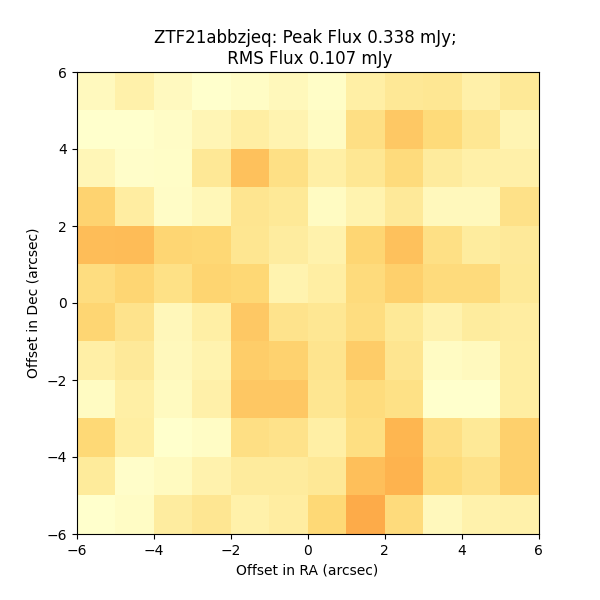 ZTF21abbzjeq: Peak Flux 0.338 mJy;
RMS Flux 0.107 mJy
6
4
2
0
−2
−4
−6
Offset in Dec (arcsec)
−6 −4 −2 0 2 4 6
Offset in RA (arcsec)